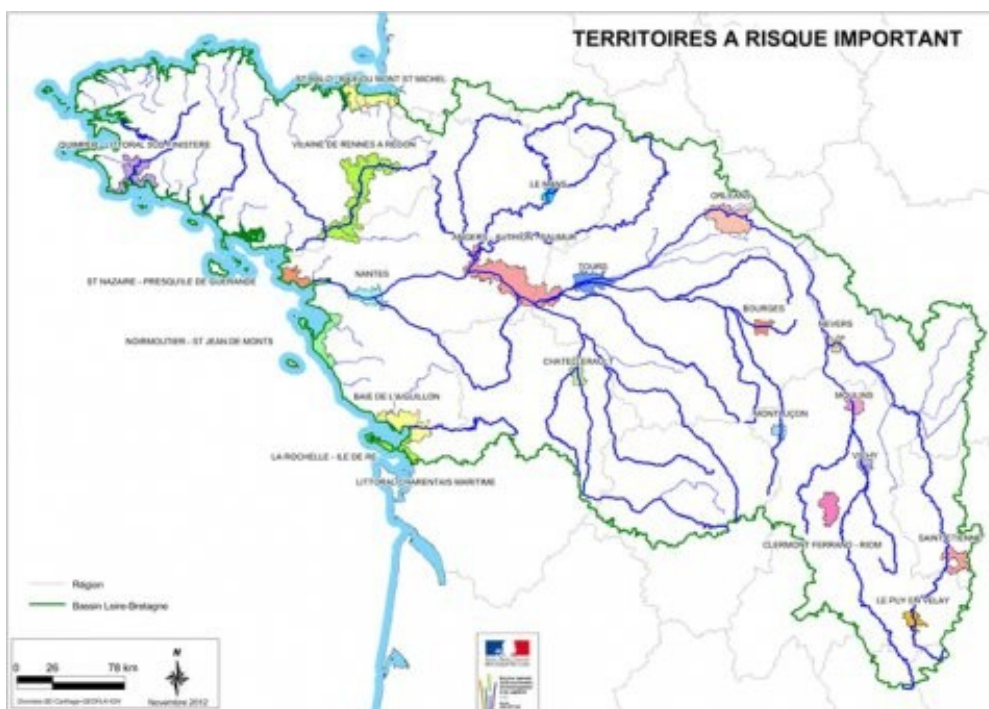 TERRITOIRES A RISQUE IMPORTANT
ST MALO - BAIE DU MONT ST MICHEL
QUIMPER - LITTORAL SUD FINISTERE
VILAINE DE RENNES A REDON
LE MANS
ORLEANS
ANGERS - AUTHION - SAUMUR
TOURS
NANTES
ST NAZAIRE - PRESQU'ILE DE GUERANDE
BOURGES
NEVERS
NOIRMOUTIER - ST JEAN DE MONTS
CHATELLERAULT
BAIE DE L'AIGUILLON
MOULINS
MONTLUÇON
LA ROCHELLE - ILE DE RE
VICHY
LITTORAL CHARENTAIS MARITIME
CLERMONT FERRAND - RIOM
SAINT-ETIENNE
LE PUY EN VELAY
Région
Bassin Loire-Bretagne
N
0 26 78 km
Novembre 2012